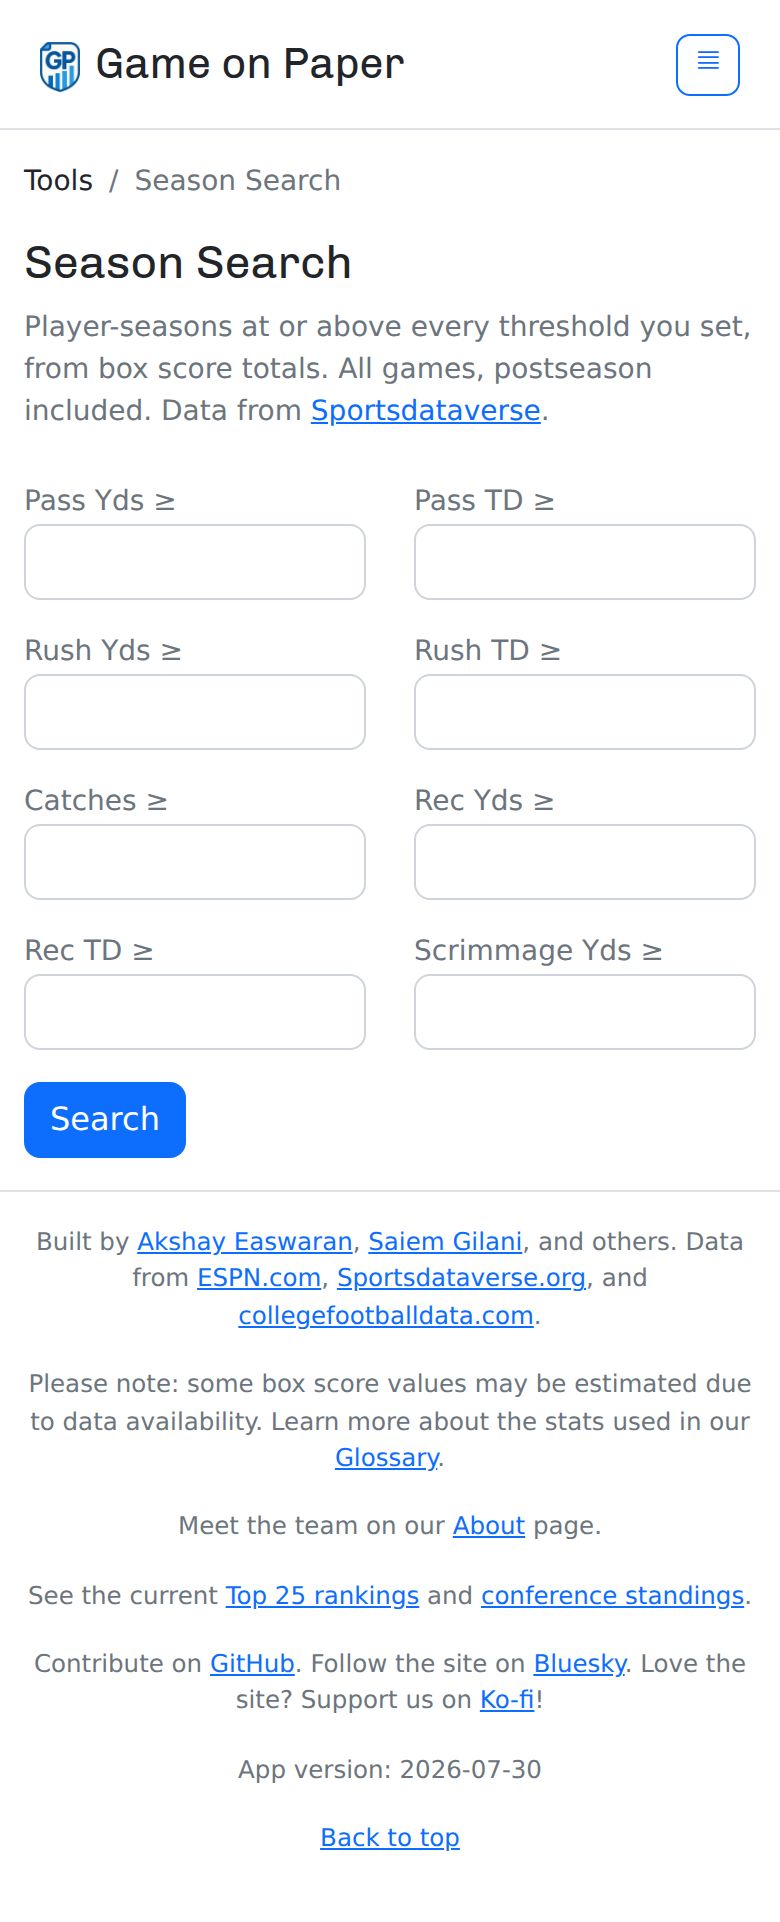 GP Game on Paper
Tools / Season Search
Season Search
Player-seasons at or above every threshold you set,
from box score totals. All games, postseason
included. Data from Sportsdataverse.
Pass Yds ≥ Pass TD ≥
Rush Yds ≥ Rush TD ≥
Catches ≥ Rec Yds ≥
Rec TD ≥ Scrimmage Yds ≥
Search
Built by Akshay Easwaran, Saiem Gilani, and others. Data
from ESPN.com, Sportsdataverse.org, and
collegefootballdata.com.
Please note: some box score values may be estimated due
to data availability. Learn more about the stats used in our
Glossary.
Meet the team on our About page.
See the current Top 25 rankings and conference standings.
Contribute on GitHub. Follow the site on Bluesky. Love the
site? Support us on Ko-fi!
App version: 2026-07-30
Back to top